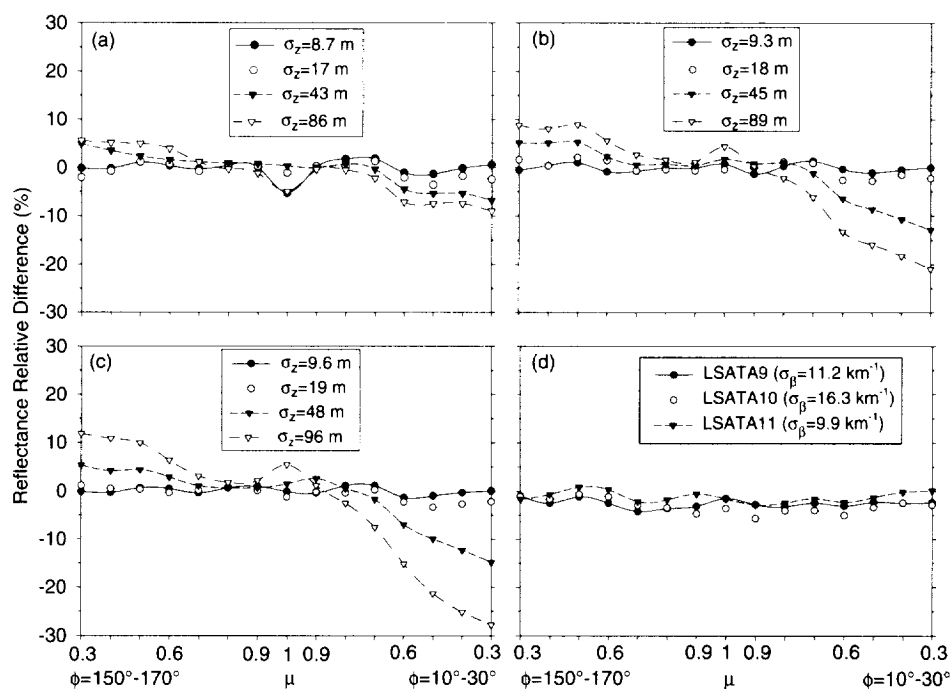 Reflectance Relative Difference (%)
30
20
10
0
-10
-20
-30
(a)
σz=8.7 m
σz=17 m
σz=43 m
σz=86 m
(b)
σz=9.3 m
σz=18 m
σz=45 m
σz=89 m
30
20
10
0
-10
-20
-30
(c)
σz=9.6 m
σz=19 m
σz=48 m
σz=96 m
(d)
LSATA9 (σβ=11.2 km⁻¹)
LSATA10 (σβ=16.3 km⁻¹)
LSATA11 (σβ=9.9 km⁻¹)
0.3 0.6 0.9 1 0.9 0.6 0.3
0.6 0.9 1 0.9 0.6 0.3
ϕ=150°-170° μ ϕ=10°-30°
ϕ=150°-170° μ ϕ=10°-30°